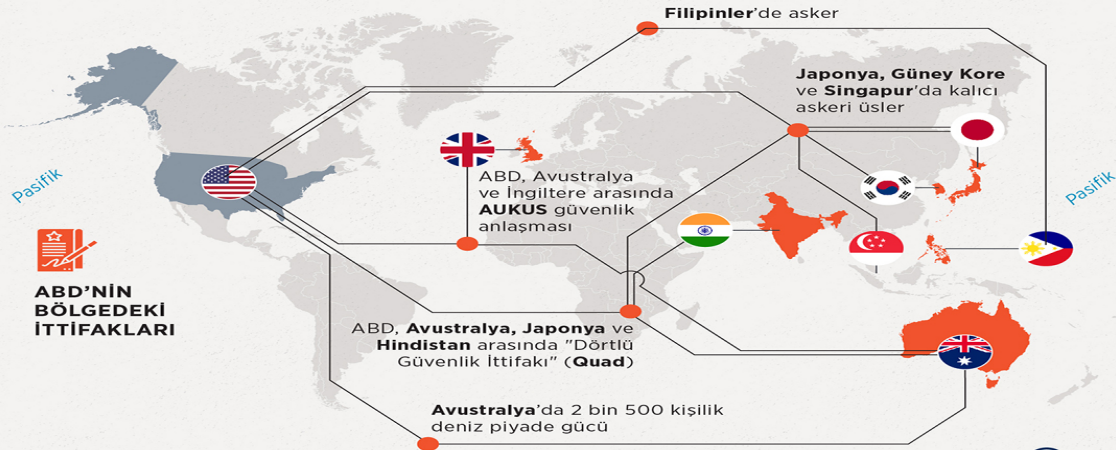 Filipinler'de asker
Japonya, Güney Kore
ve Singapur'da kalıcı
askeri üsler
Pasifik
Pasifik
ABD, Avustralya
ve İngiltere arasında
AUKUS güvenlik
anlaşması
ABD'NİN
BÖLGEDEKİ
İTTİFAKLARI
ABD, Avustralya, Japonya ve
Hindistan arasında "Dörtlü
Güvenlik İttifakı" (Quad)
Avustralya'da 2 bin 500 kişilik
deniz piyade gücü